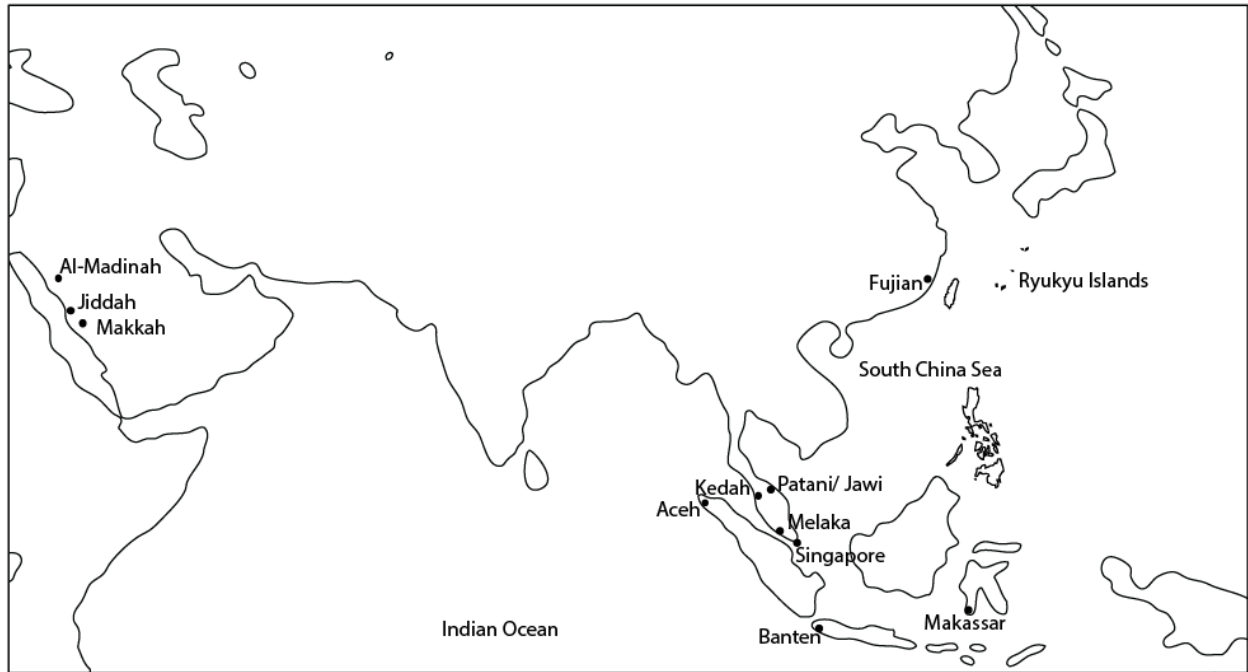 Al-Madinah
Jiddah
Makkah
Fujian
Ryukyu Islands
South China Sea
Kedah
Patani/ Jawi
Aceh
Melaka
Singapore
Makassar
Indian Ocean
Banten